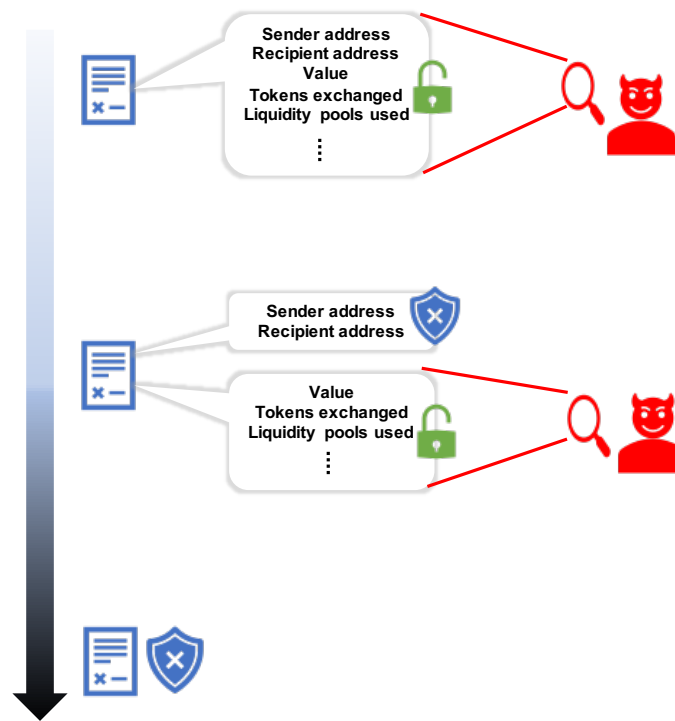 Sender address
Recipient address
Value
Tokens exchanged
Liquidity pools used
Sender address
Recipient address
Value
Tokens exchanged
Liquidity pools used